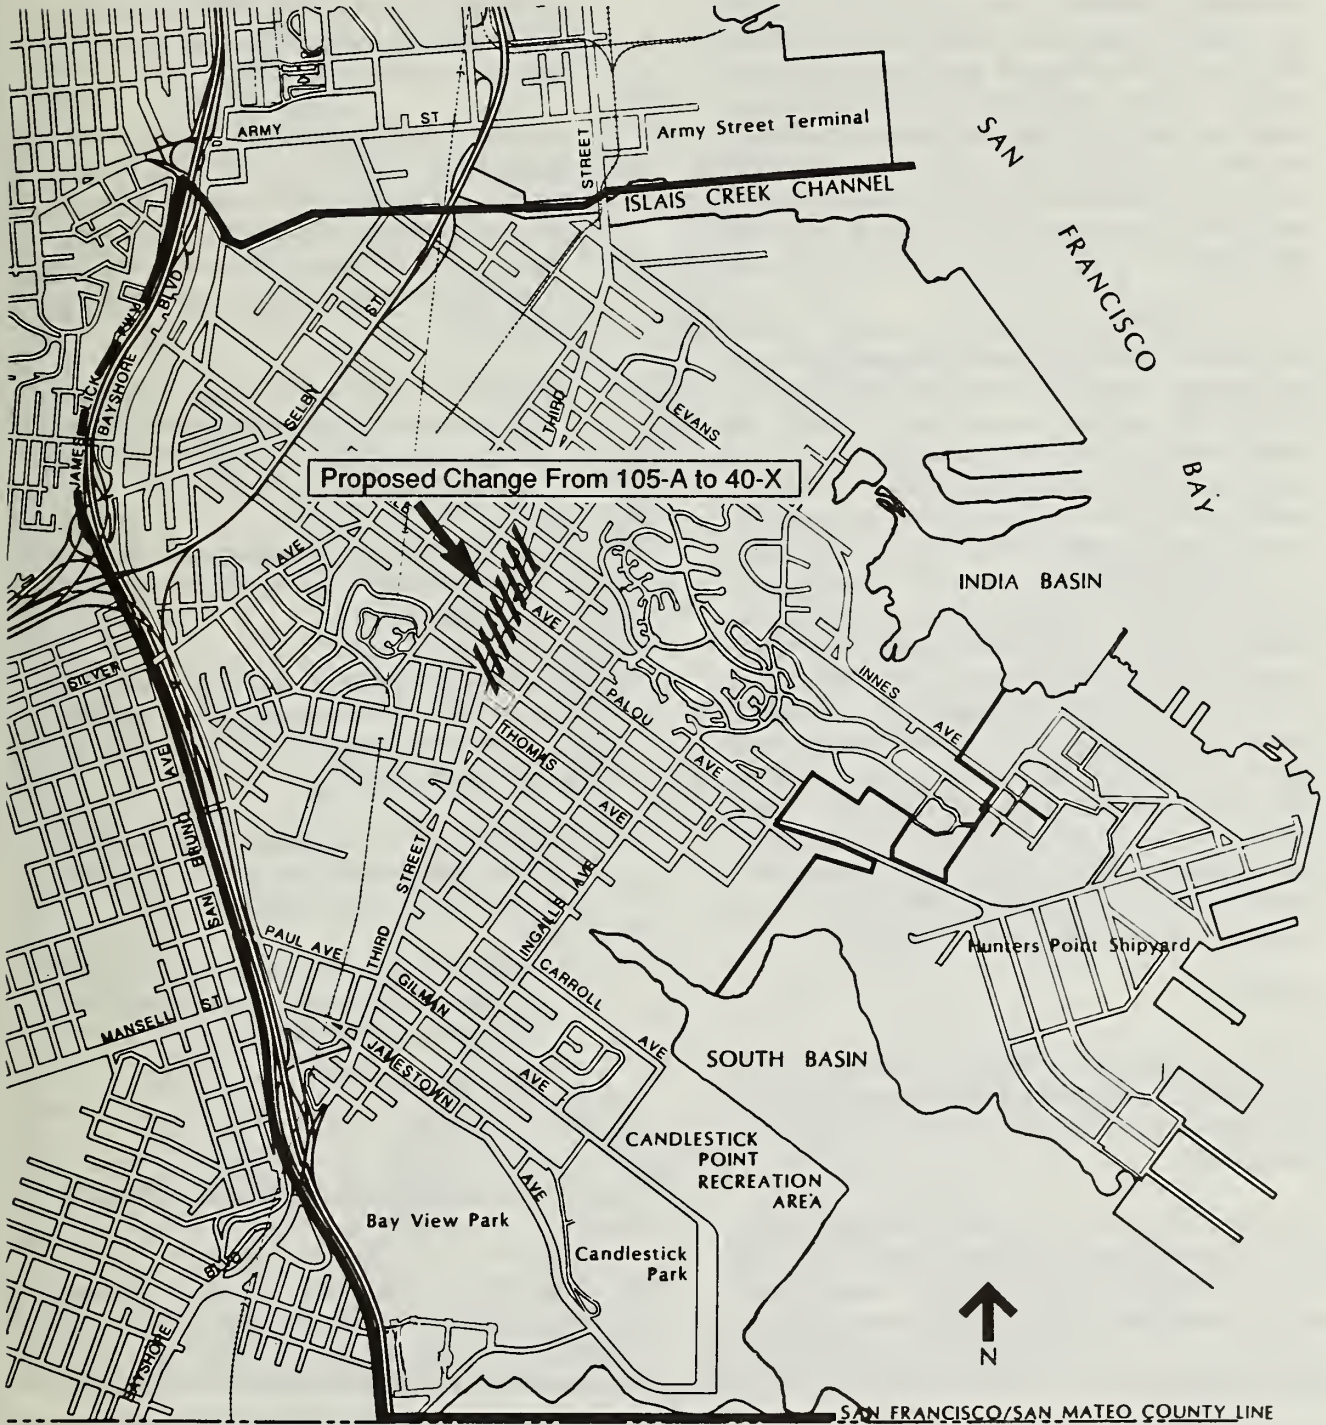 ARMY
ST
STREET
Army Street Terminal
ISLAIS CREEK CHANNEL
SAN
FRANCISCO
BAY
BLVD
FWY
LICK
JAMES
BAYSHORE
ST
SELBY
THIRD
EVANS
Proposed Change From 105-A to 40-X
AVE
AVE
INDIA BASIN
SILVER
INNES
AVE
PALOU
AVE
THOMAS
AVE
AVE
BRUNO
SAN
STREET
THIRD
INGALLS AVE
PAUL AVE
GILMAN
AVE
CARROLL
AVE
Hunters Point Shipyard
MANSELL ST
JAMESTOWN
AVE
SOUTH BASIN
CANDLESTICK
POINT
RECREATION
AREA
Bay View Park
Candlestick
Park
BLVD
BAYSHORE
N
SAN FRANCISCO/SAN MATEO COUNTY LINE